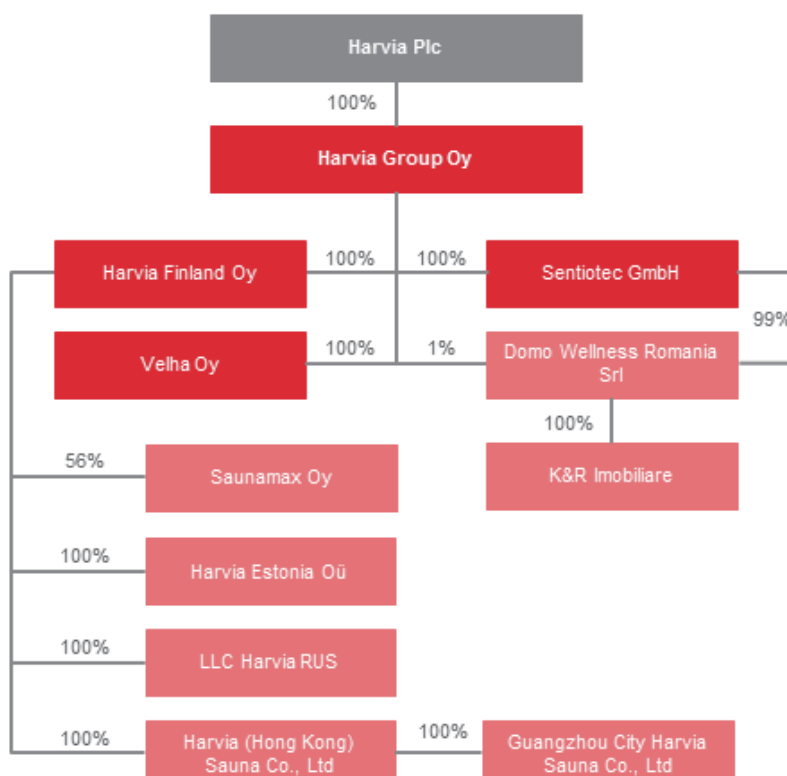 Harvia Plc
100%
Harvia Group Oy
Harvia Finland Oy
100%
100%
Sentiotec GmbH
99%
Velha Oy
100%
1%
Domo Wellness Romania
Srl
100%
56%
Saunamax Oy
K&R Imobiliare
100%
Harvia Estonia Oü
100%
LLC Harvia RUS
100%
Harvia (Hong Kong)
Sauna Co., Ltd
100%
Guangzhou City Harvia
Sauna Co., Ltd